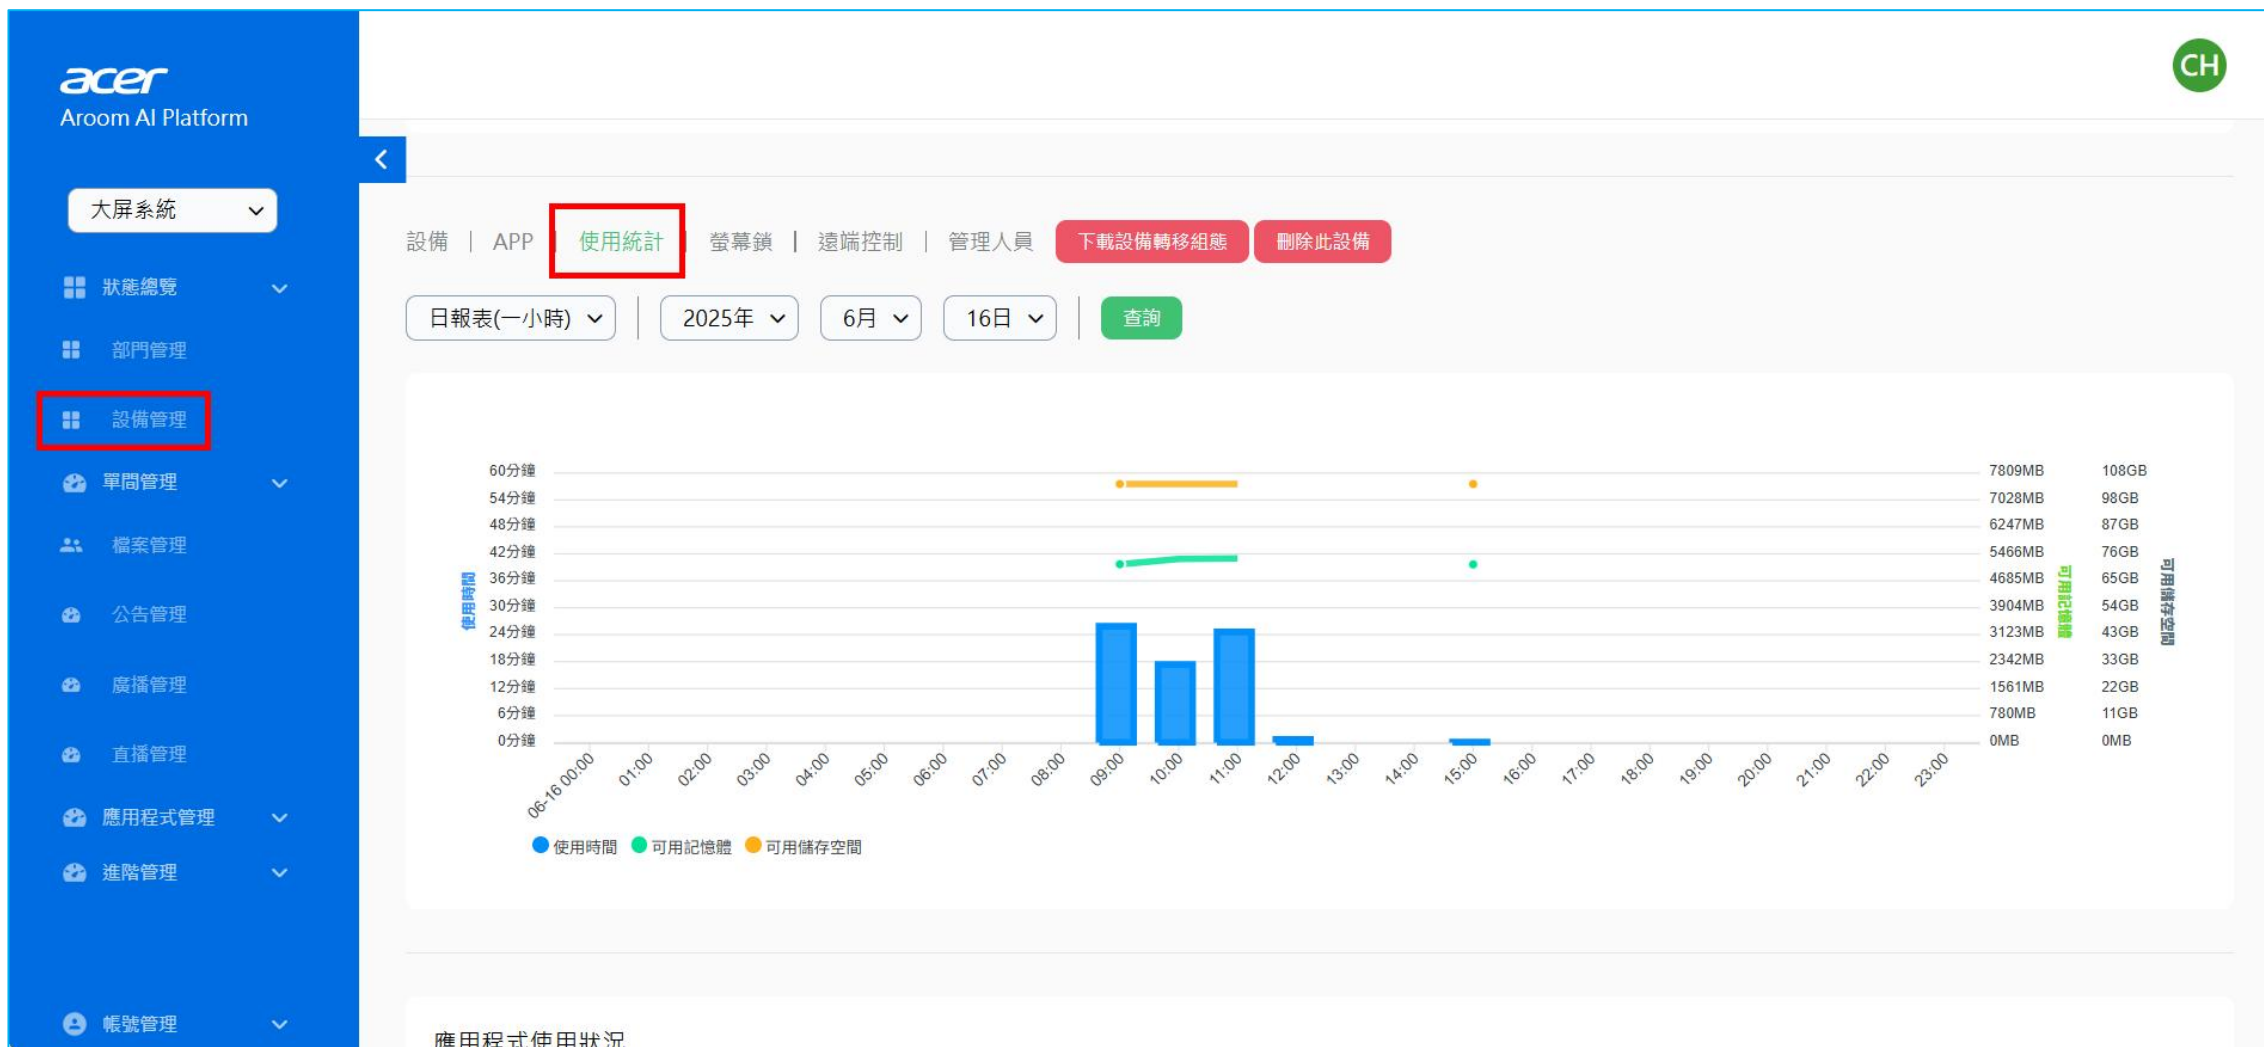 acer
Aroom AI Platform
CH
大屏系統
狀態總覽
部門管理
設備管理
單間管理
檔案管理
公告管理
廣播管理
直播管理
應用程式管理
進階管理
帳號管理
設備 | APP | 使用統計 | 螢幕鎖 | 遠端控制 | 管理人員 下載設備轉移組態 刪除此設備
日報表(一小時) 2025年 6月 16日 查詢
使用時間
60分鐘
54分鐘
48分鐘
42分鐘
36分鐘
30分鐘
24分鐘
18分鐘
12分鐘
6分鐘
0分鐘
7809MB
7028MB
6247MB
5466MB
4685MB
3904MB
3123MB
2342MB
1561MB
780MB
0MB
可用記憶體
108GB
98GB
87GB
76GB
65GB
54GB
43GB
33GB
22GB
11GB
0MB
可用儲存空間
06-16 00:00 01:00 02:00 03:00 04:00 05:00 06:00 07:00 08:00 09:00 10:00 11:00 12:00 13:00 14:00 15:00 16:00 17:00 18:00 19:00 20:00 21:00 22:00 23:00
使用時間 可用記憶體 可用儲存空間
應用程式使用狀況